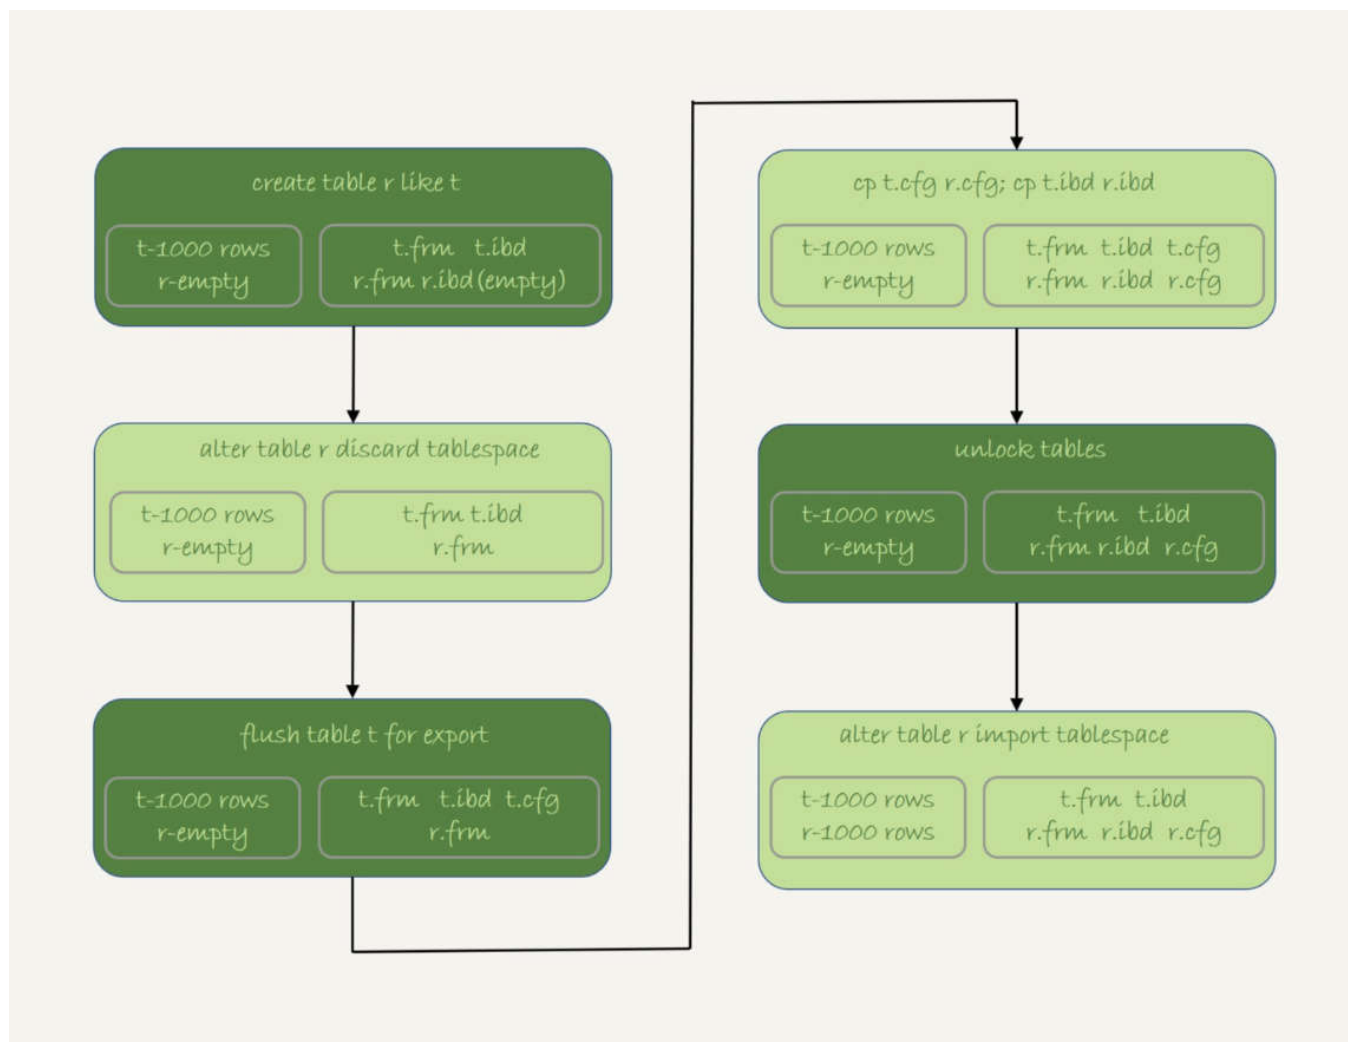 create table r like t
t-1000 rows
r-empty
t.frm t.ibd
r.frm r.ibd(empty)
alter table r discard tablespace
t-1000 rows
r-empty
t.frm t.ibd
r.frm
flush table t for export
t-1000 rows
r-empty
t.frm t.ibd t.cfg
r.frm
cp t.cfg r.cfg; cp t.ibd r.ibd
t-1000 rows
r-empty
t.frm t.ibd t.cfg
r.frm r.ibd r.cfg
unlock tables
t-1000 rows
r-empty
t.frm t.ibd
r.frm r.ibd r.cfg
alter table r import tablespace
t-1000 rows
r-1000 rows
t.frm t.ibd
r.frm r.ibd r.cfg